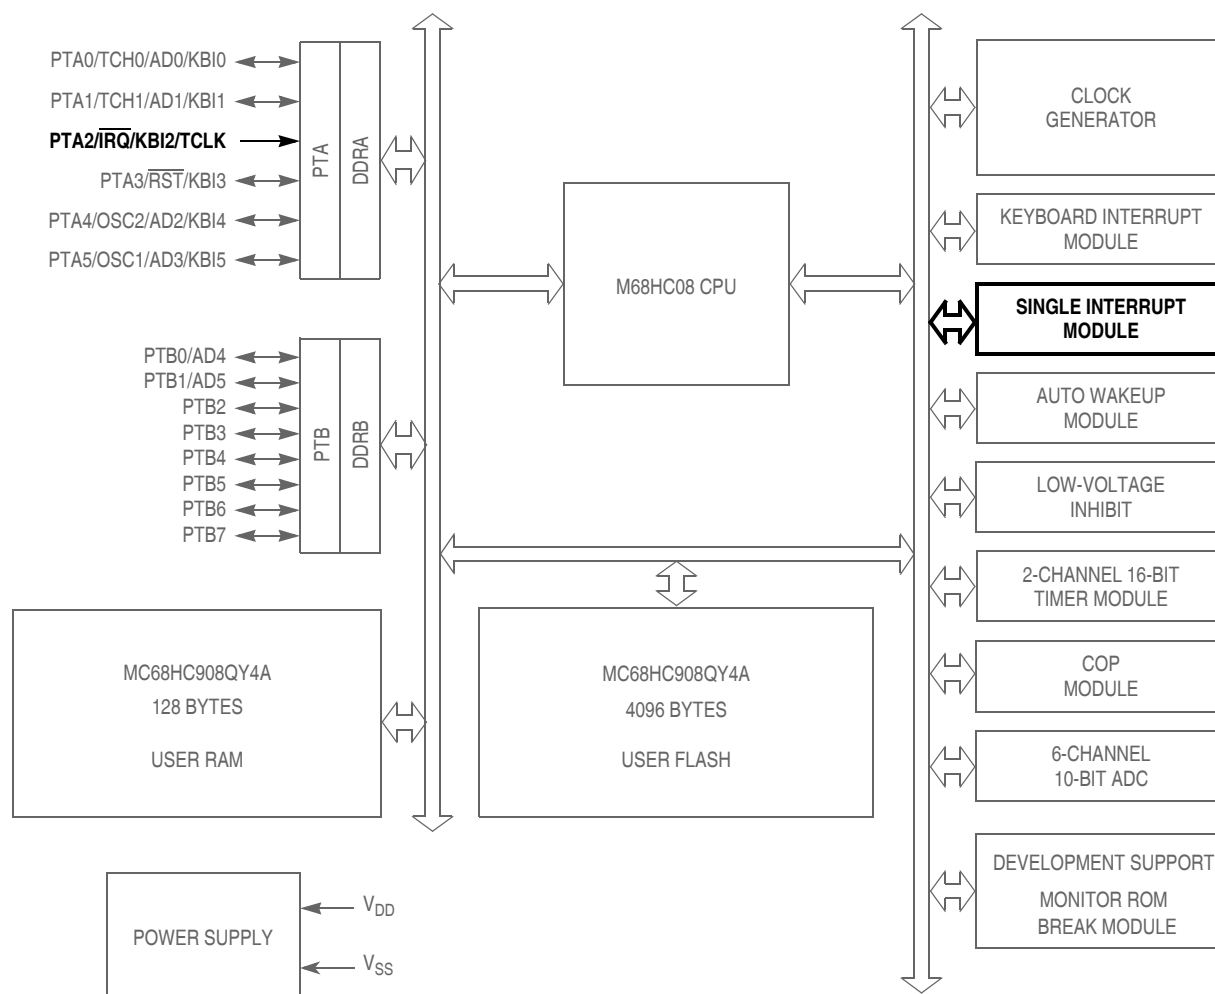 PTA0/TCH0/AD0/KBI0
PTA1/TCH1/AD1/KBI1
PTA2/I̅R̅Q̅/KBI2/TCLK
PTA3/R̅S̅T̅/KBI3
PTA4/OSC2/AD2/KBI4
PTA5/OSC1/AD3/KBI5
PTA
DDRA
PTB0/AD4
PTB1/AD5
PTB2
PTB3
PTB4
PTB5
PTB6
PTB7
PTB
DDRB
M68HC08 CPU
MC68HC908QY4A
128 BYTES
USER RAM
MC68HC908QY4A
4096 BYTES
USER FLASH
POWER SUPPLY
VDD
VSS
CLOCK
GENERATOR
KEYBOARD INTERRUPT
MODULE
SINGLE INTERRUPT
MODULE
AUTO WAKEUP
MODULE
LOW-VOLTAGE
INHIBIT
2-CHANNEL 16-BIT
TIMER MODULE
COP
MODULE
6-CHANNEL
10-BIT ADC
DEVELOPMENT SUPPORT
MONITOR ROM
BREAK MODULE